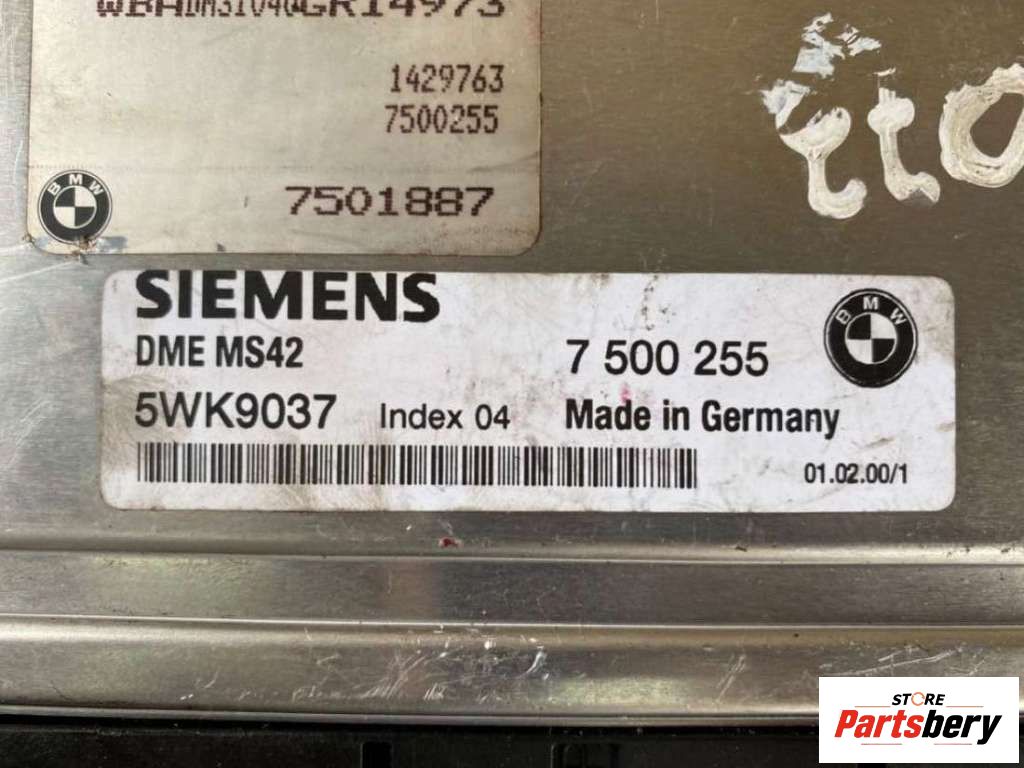 1429763
7500255
BMW
7501887
SIEMENS
DME MS42
7 500 255
BMW
5WK9037 Index 04 Made in Germany
01.02.00/1
STORE
Partsbery